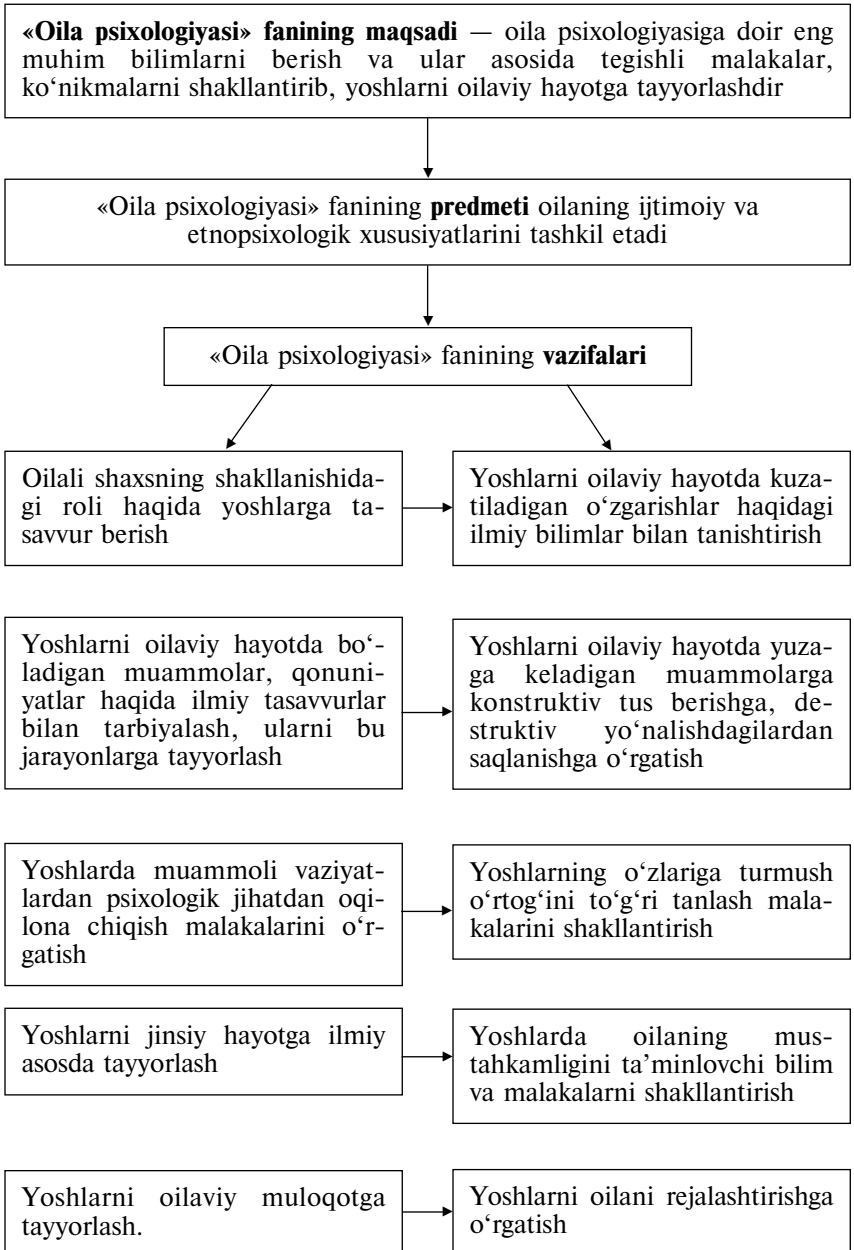 «Oila psixologiyasi» fanining maqsadi — oila psixologiyasiga doir eng
muhim bilimlarni berish va ular asosida tegishli malakalar,
ko‘nikmalarni shakllantirib, yoshlarni oilaviy hayotga tayyorlashdir
«Oila psixologiyasi» fanining predmeti oilaning ijtimoiy va
etnopsixologik xususiyatlarini tashkil etadi
«Oila psixologiyasi» fanining vazifalari
Oilali shaxsning shakllanishida-
gi roli haqida yoshlarga ta-
savvur berish
Yoshlarni oilaviy hayotda kuza-
tiladigan o‘zgarishlar haqidagi
ilmiy bilimlar bilan tanishtirish
Yoshlarni oilaviy hayotda bo‘-
ladigan muammolar, qonuni-
yatlar haqida ilmiy tasavvurlar
bilan tarbiyalash, ularni bu
jarayonlarga tayyorlash
Yoshlarni oilaviy hayotda yuza-
ga keladigan muammolarga
konstruktiv tus berishga, de-
struktiv yo‘nalishdagilardan
saqlanishga o‘rgatish
Yoshlarda muammoli vaziyat-
lardan psixologik jihatdan oqi-
lona chiqish malakalarini o‘r-
gatish
Yoshlarning o‘zlariga turmush
o‘rtog‘ini to‘g‘ri tanlash mala-
kalarini shakllantirish
Yoshlarni jinsiy hayotga ilmiy
asosda tayyorlash
Yoshlarda oilaning mus-
tahkamligini ta’minlovchi bilim
va malakalarni shakllantirish
Yoshlarni oilaviy muloqotga
tayyorlash.
Yoshlarni oilani rejalashtirishga
o‘rgatish